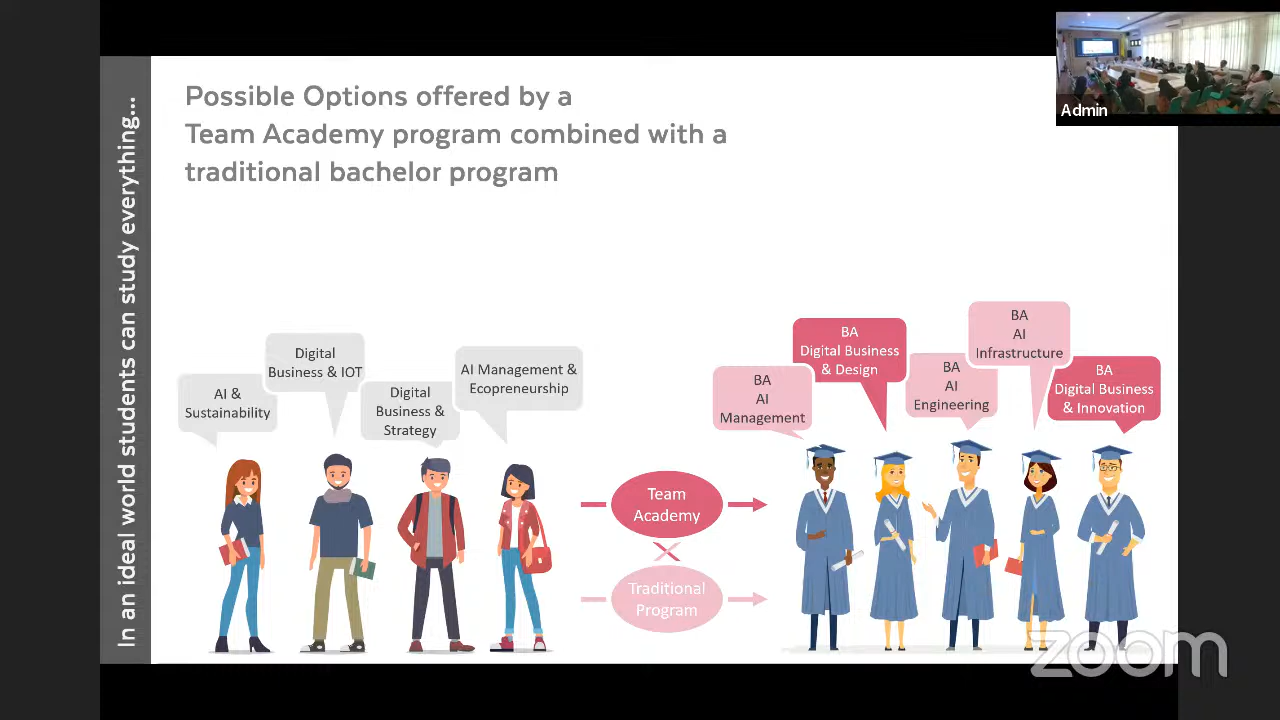 In an ideal world students can study everything...
Possible Options offered by a
Team Academy program combined with a
traditional bachelor program
Admin
AI &
Sustainability
Digital
Business & IOT
Digital
Business &
Strategy
AI Management &
Ecopreneurship
Team
Academy
Traditional
Program
BA
AI
Management
BA
Digital Business
& Design
BA
AI
Engineering
BA
AI
Infrastructure
BA
Digital Business
& Innovation
zoom